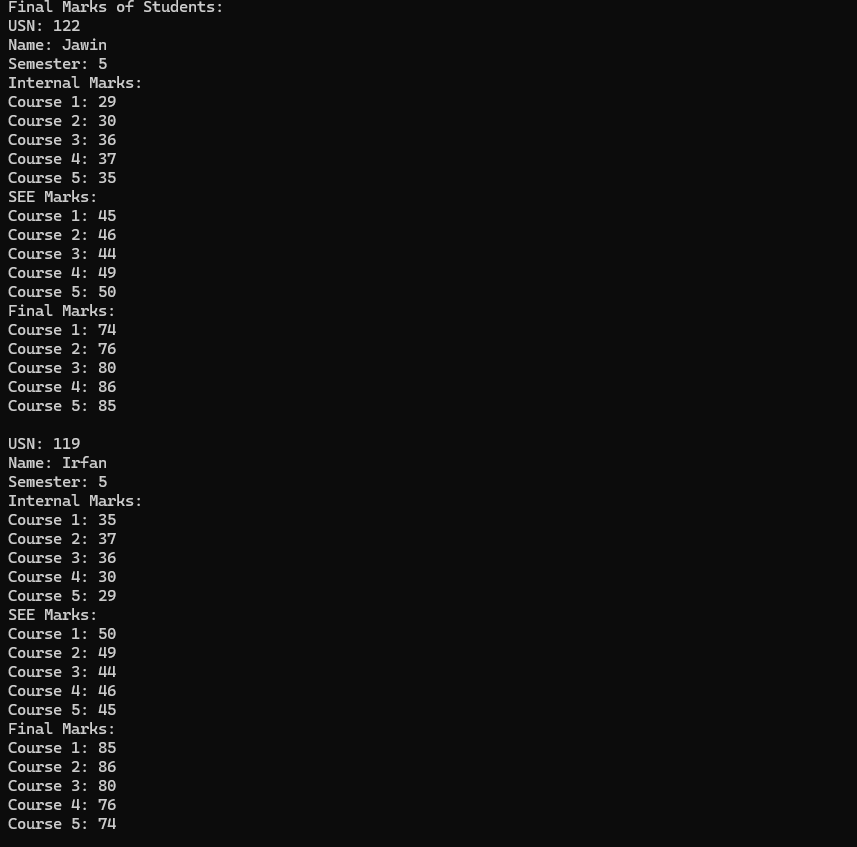 Final Marks of Students:
USN: 122
Name: Jawin
Semester: 5
Internal Marks:
Course 1: 29
Course 2: 30
Course 3: 36
Course 4: 37
Course 5: 35
SEE Marks:
Course 1: 45
Course 2: 46
Course 3: 44
Course 4: 49
Course 5: 50
Final Marks:
Course 1: 74
Course 2: 76
Course 3: 80
Course 4: 86
Course 5: 85

USN: 119
Name: Irfan
Semester: 5
Internal Marks:
Course 1: 35
Course 2: 37
Course 3: 36
Course 4: 30
Course 5: 29
SEE Marks:
Course 1: 50
Course 2: 49
Course 3: 44
Course 4: 46
Course 5: 45
Final Marks:
Course 1: 85
Course 2: 86
Course 3: 80
Course 4: 76
Course 5: 74